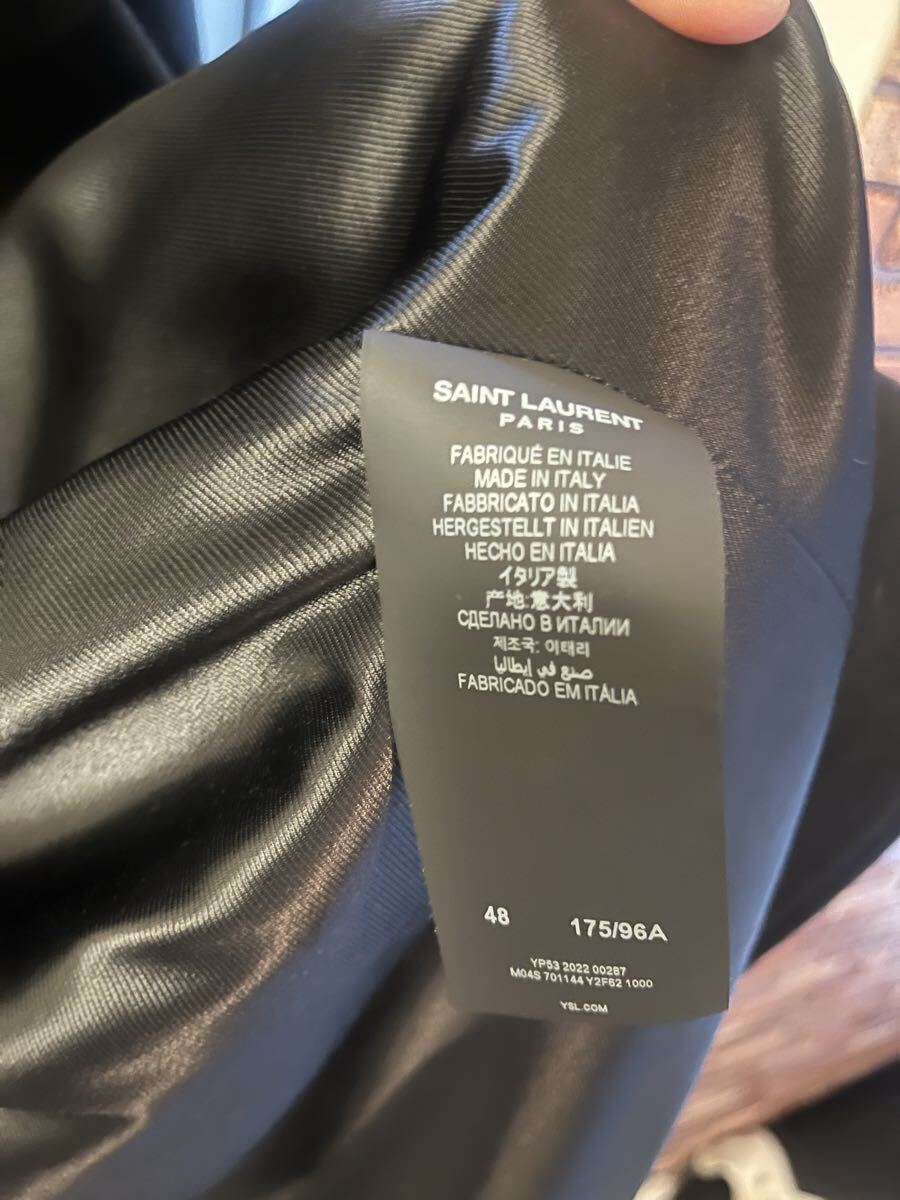 SAINT LAURENT
PARIS
FABRIQUÉ EN ITALIE
MADE IN ITALY
FABBRICATO IN ITALIA
HERGESTELLT IN ITALIEN
HECHO EN ITALIA
イタリア製
产地:意大利
СДЕЛАНО В ИТАЛИИ
제조국: 이태리
صنع في إيطاليا
FABRICADO EM ITÁLIA
48 175/96A
YP53 2022 00287
M04S 701144 Y2F62 1000
YSL.COM